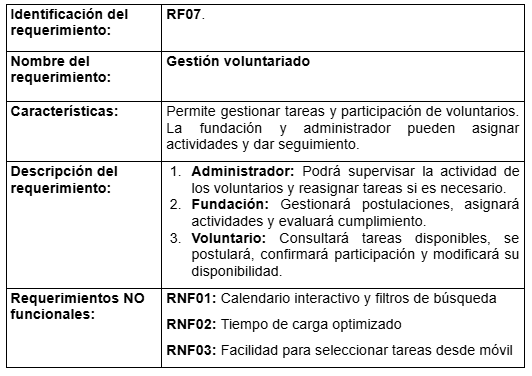 Identificación del
requerimiento:
RF07.
Nombre del
requerimiento:
Gestión voluntariado
Características:
Permite gestionar tareas y participación de voluntarios.
La fundación y administrador pueden asignar
actividades y dar seguimiento.
Descripción del
requerimiento:
1. Administrador: Podrá supervisar la actividad de
los voluntarios y reasignar tareas si es necesario.
2. Fundación: Gestionará postulaciones, asignará
actividades y evaluará cumplimiento.
3. Voluntario: Consultará tareas disponibles, se
postulará, confirmará participación y modificará su
disponibilidad.
Requerimientos NO
funcionales:
RNF01: Calendario interactivo y filtros de búsqueda
RNF02: Tiempo de carga optimizado
RNF03: Facilidad para seleccionar tareas desde móvil